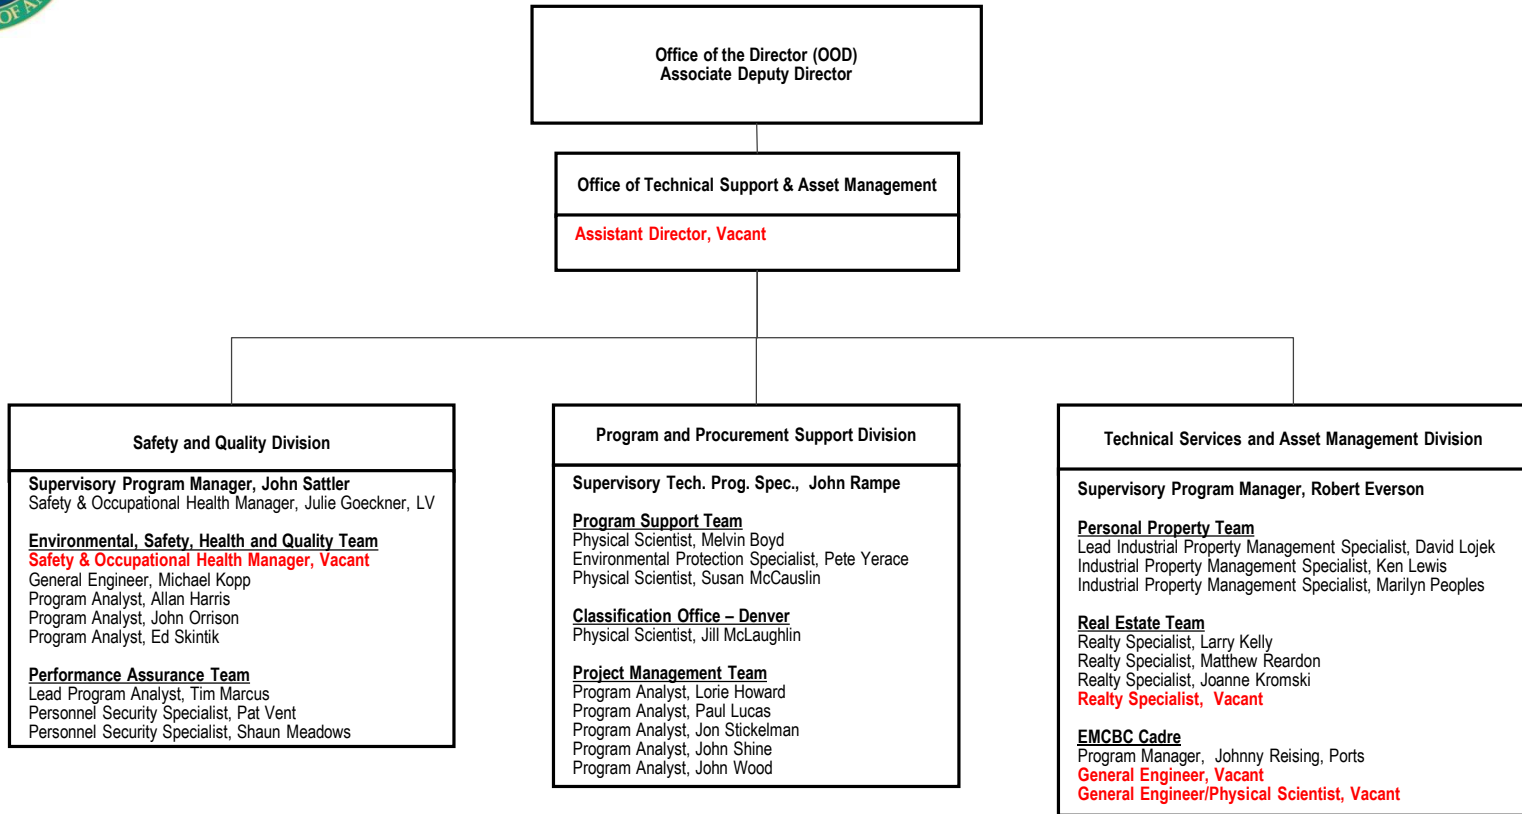 OF A
Office of the Director (OOD)
Associate Deputy Director
Office of Technical Support & Asset Management
Assistant Director, Vacant
Safety and Quality Division
Supervisory Program Manager, John Sattler
Safety & Occupational Health Manager, Julie Goeckner, LV
Environmental, Safety, Health and Quality Team
Safety & Occupational Health Manager, Vacant
General Engineer, Michael Kopp
Program Analyst, Allan Harris
Program Analyst, John Orrison
Program Analyst, Ed Skintik
Performance Assurance Team
Lead Program Analyst, Tim Marcus
Personnel Security Specialist, Pat Vent
Personnel Security Specialist, Shaun Meadows
Program and Procurement Support Division
Supervisory Tech. Prog. Spec., John Rampe
Program Support Team
Physical Scientist, Melvin Boyd
Environmental Protection Specialist, Pete Yerace
Physical Scientist, Susan McCauslin
Classification Office – Denver
Physical Scientist, Jill McLaughlin
Project Management Team
Program Analyst, Lorie Howard
Program Analyst, Paul Lucas
Program Analyst, Jon Stickelman
Program Analyst, John Shine
Program Analyst, John Wood
Technical Services and Asset Management Division
Supervisory Program Manager, Robert Everson
Personal Property Team
Lead Industrial Property Management Specialist, David Lojek
Industrial Property Management Specialist, Ken Lewis
Industrial Property Management Specialist, Marilyn Peoples
Real Estate Team
Realty Specialist, Larry Kelly
Realty Specialist, Matthew Reardon
Realty Specialist, Joanne Kromski
Realty Specialist, Vacant
EMCBC Cadre
Program Manager, Johnny Reising, Ports
General Engineer, Vacant
General Engineer/Physical Scientist, Vacant